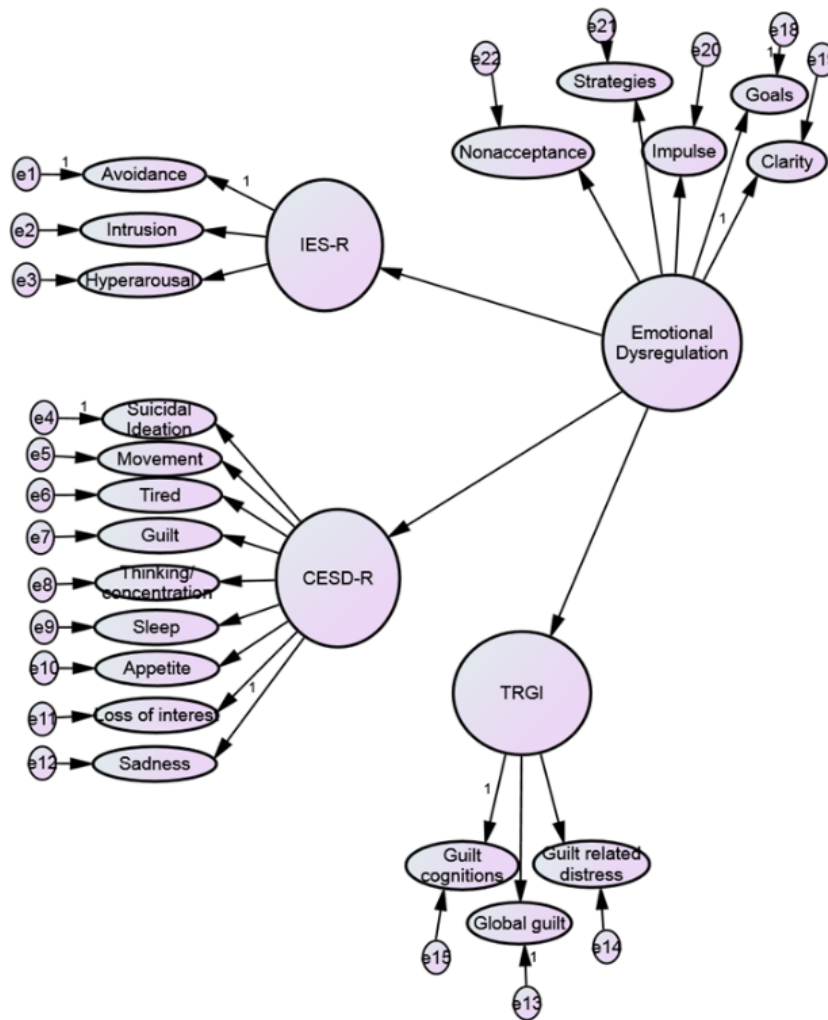 e21
e18
e22
e20
e19
1
Strategies
Goals
Nonacceptance
Impulse
Clarity
e1
1
Avoidance
1
e2
Intrusion
IES-R
e3
Hyperarousal
1
Emotional
Dysregulation
e4
1
Suicidal
Ideation
e5
Movement
e6
Tired
e7
Guilt
e8
Thinking/
concentration
CESD-R
e9
Sleep
e10
Appetite
1
e11
Loss of interest
e12
Sadness
TRGI
1
Guilt
cognitions
Guilt related
distress
Global guilt
e15
e14
1
e13